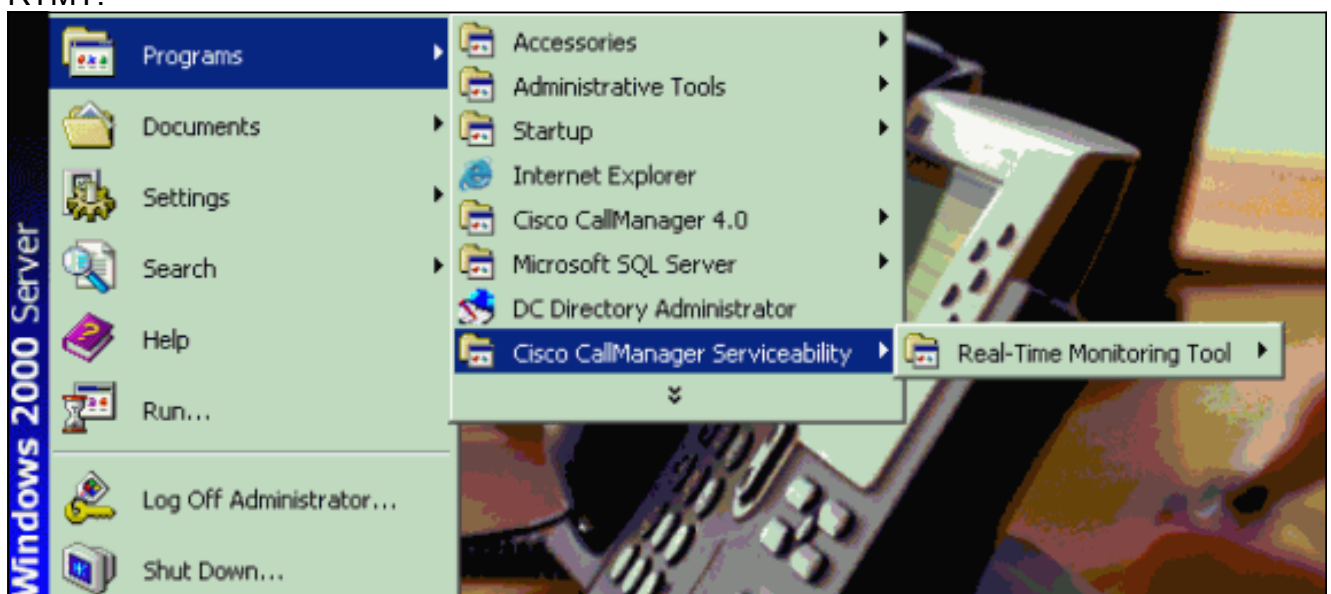 RTMT.
Programs
Documents
Settings
Search
Help
Run...
Log Off Administrator...
Shut Down...
Windows 2000 Server
Accessories
Administrative Tools
Startup
Internet Explorer
Cisco CallManager 4.0
Microsoft SQL Server
DC Directory Administrator
Cisco CallManager Serviceability
Real-Time Monitoring Tool